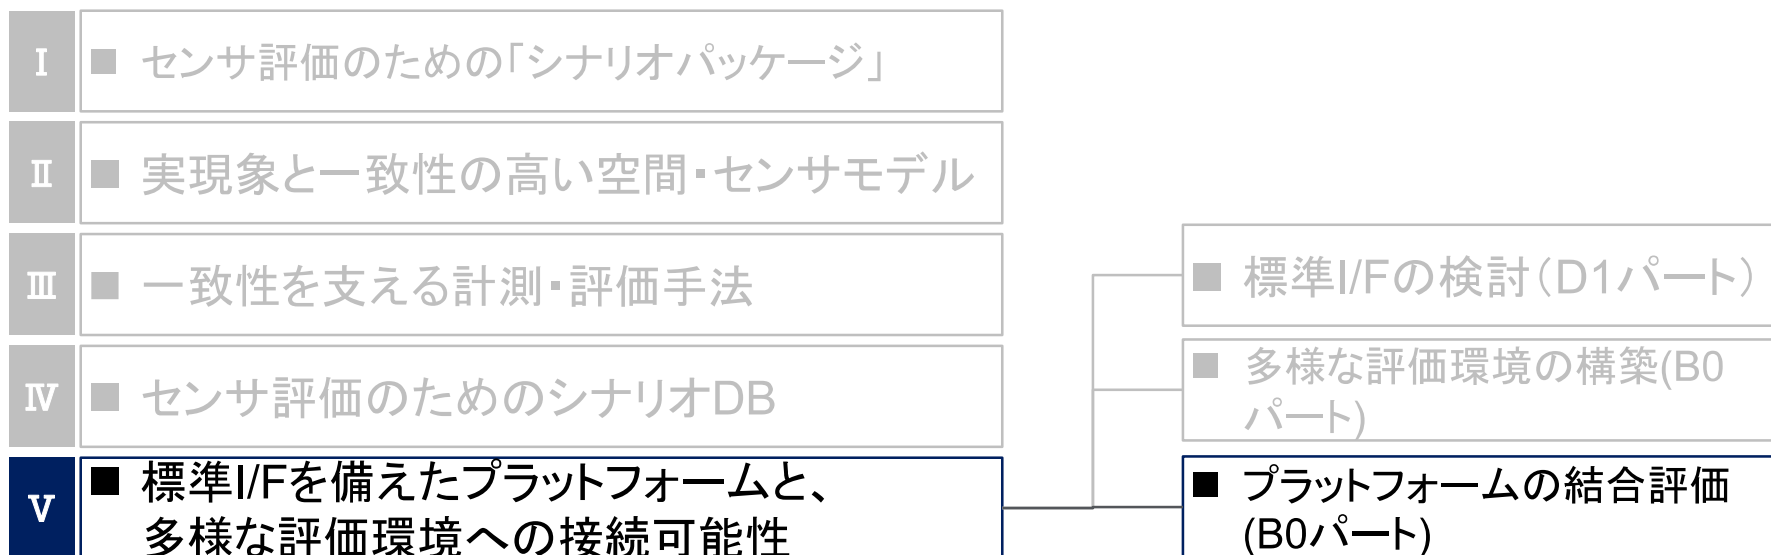 Ⅰ ■ センサ評価のための「シナリオパッケージ」
Ⅱ ■ 実現象と一致性の高い空間・センサモデル
Ⅲ ■ 一致性を支える計測・評価手法
Ⅳ ■ センサ評価のためのシナリオDB
Ⅴ ■ 標準I/Fを備えたプラットフォームと、
多様な評価環境への接続可能性
■ 標準I/Fの検討（D1パート）
■ 多様な評価環境の構築(B0
パート)
■ プラットフォームの結合評価
(B0パート)